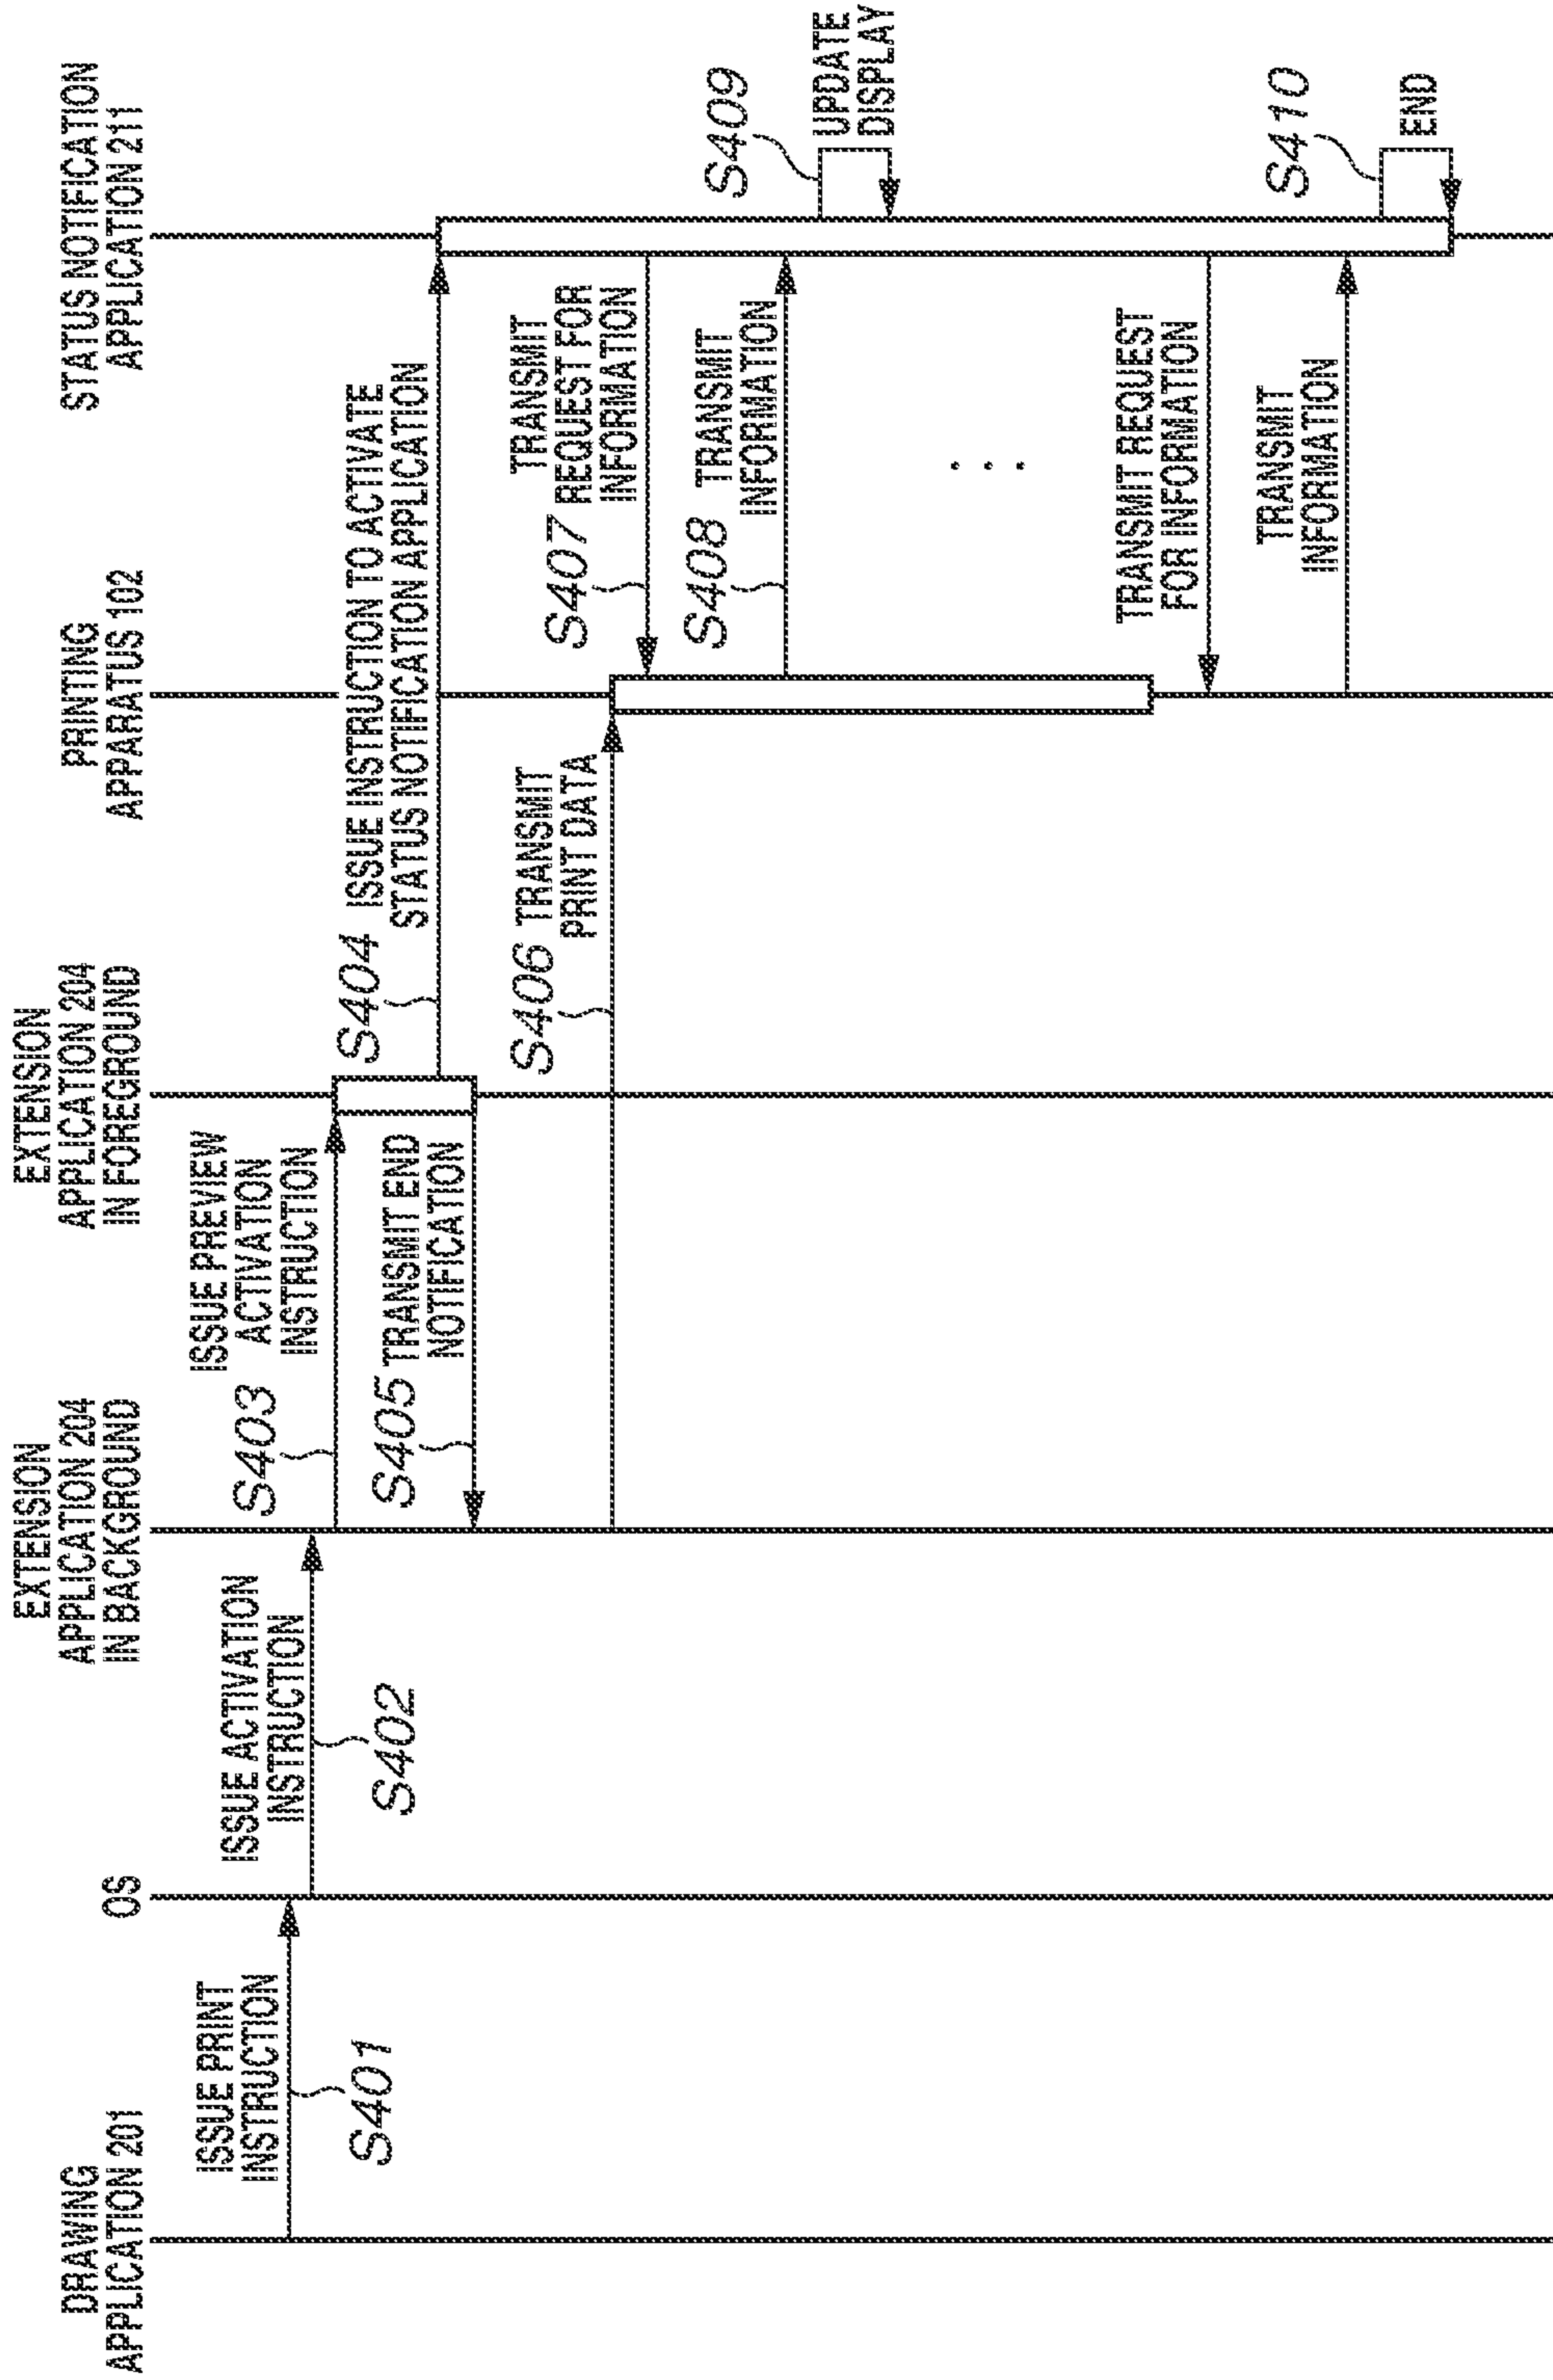 DRAWING
APPLICATION 201
OS
EXTENSION
APPLICATION 204
IN BACKGROUND
EXTENSION
APPLICATION 204
IN FOREGROUND
PRINTING
APPARATUS 102
STATUS NOTIFICATION
APPLICATION 211
ISSUE PRINT
INSTRUCTION
S401
ISSUE ACTIVATION
INSTRUCTION
S402
ISSUE PREVIEW
ACTIVATION
INSTRUCTION
S403
S404
ISSUE INSTRUCTION TO ACTIVATE
STATUS NOTIFICATION APPLICATION
S405
TRANSMIT END
NOTIFICATION
S406
TRANSMIT
PRINT DATA
S407
TRANSMIT
REQUEST FOR
INFORMATION
S408
TRANSMIT
INFORMATION
S409
UPDATE
DISPLAY
. . .
TRANSMIT REQUEST
FOR INFORMATION
TRANSMIT
INFORMATION
S410
END